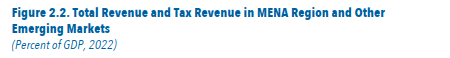 Figure 2.2. Total Revenue and Tax Revenue in MENA Region and Other
Emerging Markets
(Percent of GDP, 2022)